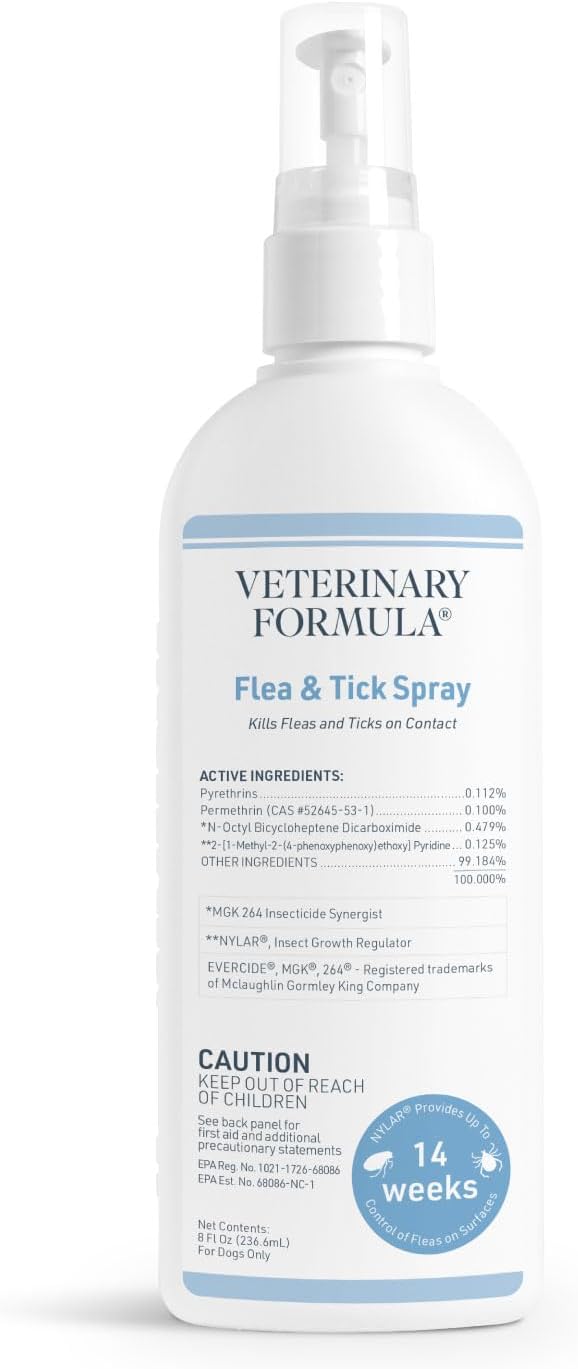 VETERINARY
FORMULA®
Flea & Tick Spray
Kills Fleas and Ticks on Contact
ACTIVE INGREDIENTS:
Pyrethrins..........0.112%
Permethrin (CAS #52645-53-1)..........0.100%
*N-Octyl Bicycloheptene Dicarboximide..........0.479%
**2-[1-Methyl-2-(4-phenoxyphenoxy)ethoxy] Pyridine...0.125%
OTHER INGREDIENTS..........99.184%
100.000%
*MGK 264 Insecticide Synergist
**NYLAR®, Insect Growth Regulator
EVERCIDE®, MGK®, 264® - Registered trademarks
of Mclaughlin Gormley King Company
CAUTION
KEEP OUT OF REACH
OF CHILDREN
See back panel for
first aid and additional
precautionary statements
EPA Reg. No. 1021-1726-68086
EPA Est. No. 68086-NC-1
Net Contents:
8 Fl Oz (236.6mL)
For Dogs Only
NYLAR® Provides Up To
14
weeks
Control of Fleas on Surfaces